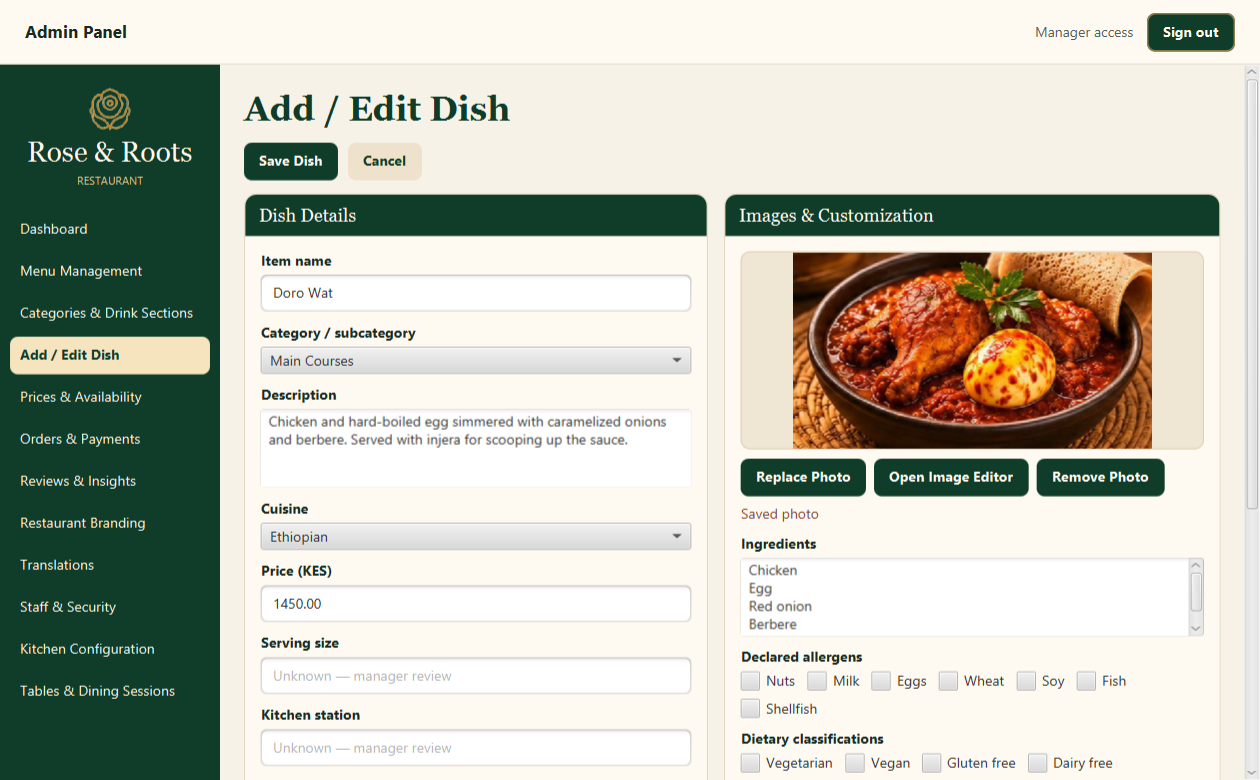 Admin Panel
Manager access
Sign out
Rose & Roots
RESTAURANT
Dashboard
Menu Management
Categories & Drink Sections
Add / Edit Dish
Prices & Availability
Orders & Payments
Reviews & Insights
Restaurant Branding
Translations
Staff & Security
Kitchen Configuration
Tables & Dining Sessions
Add / Edit Dish
Save Dish
Cancel
Dish Details
Item name
Doro Wat
Category / subcategory
Main Courses
Description
Chicken and hard-boiled egg simmered with caramelized onions
and berbere. Served with injera for scooping up the sauce.
Cuisine
Ethiopian
Price (KES)
1450.00
Serving size
Unknown — manager review
Kitchen station
Unknown — manager review
Images & Customization
Replace Photo
Open Image Editor
Remove Photo
Saved photo
Ingredients
Chicken
Egg
Red onion
Berbere
Declared allergens
Nuts
Milk
Eggs
Wheat
Soy
Fish
Shellfish
Dietary classifications
Vegetarian
Vegan
Gluten free
Dairy free